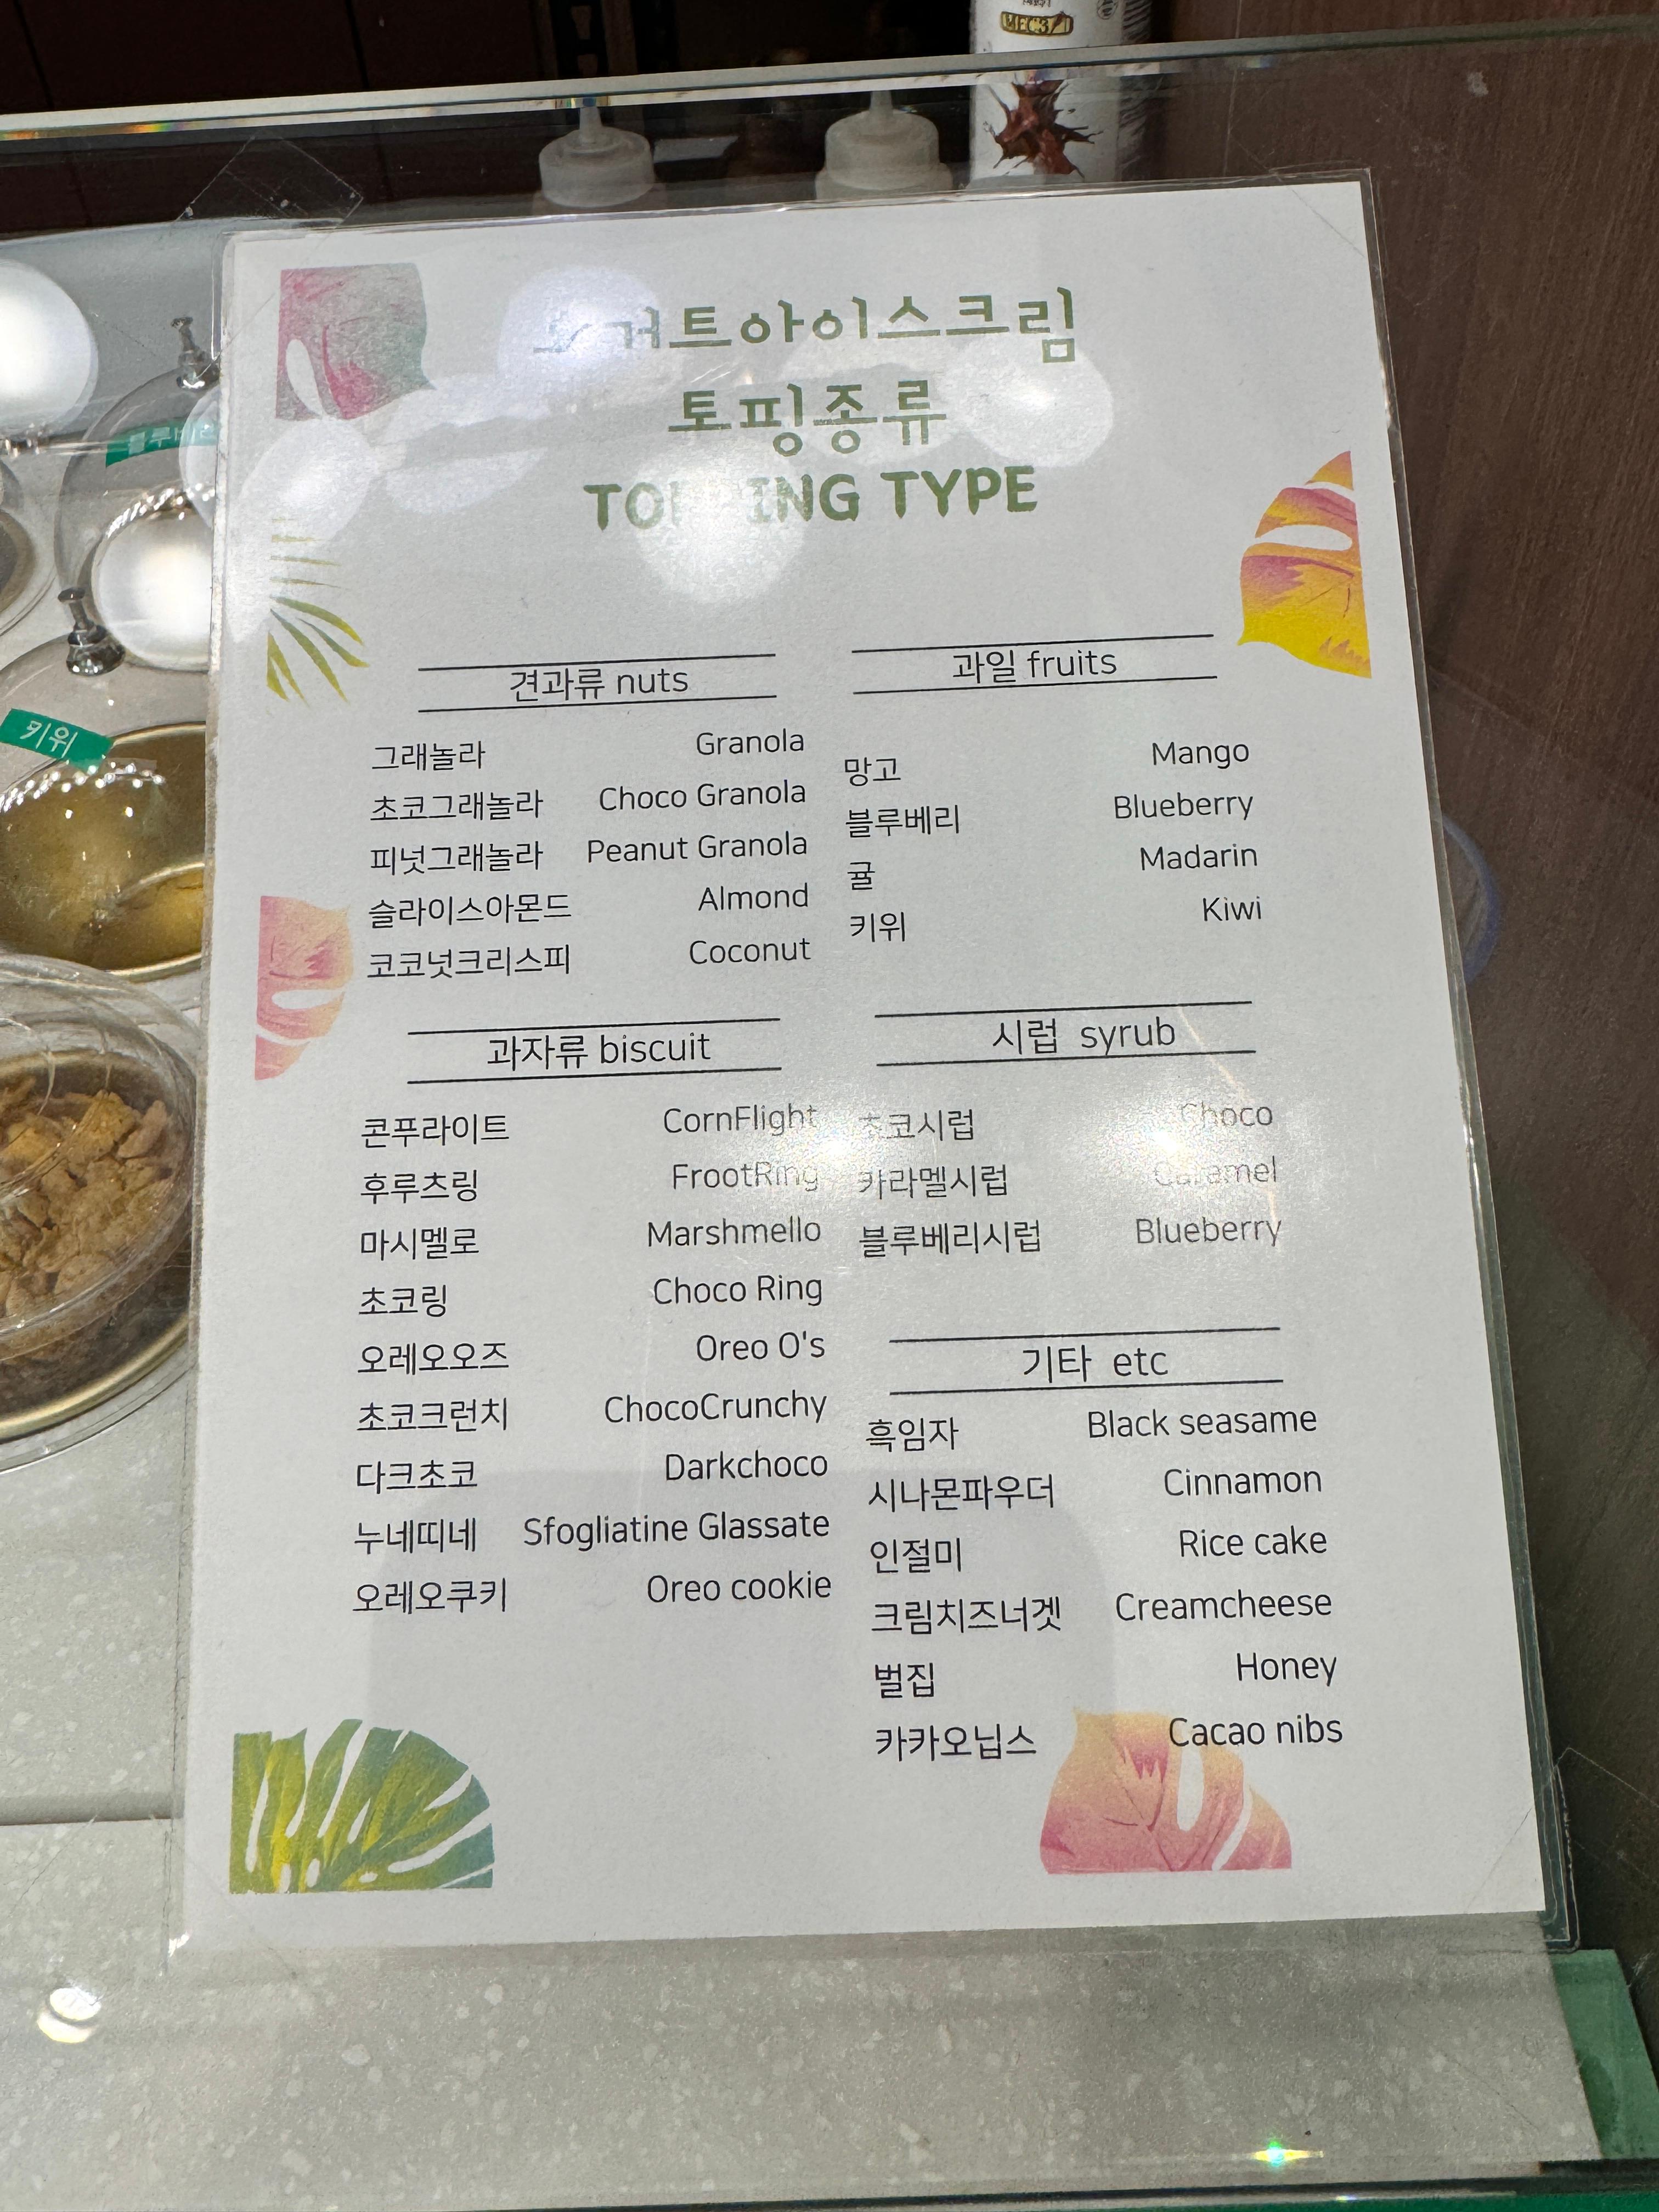 MEC3
요거트아이스크림
토핑종류
TOPPING TYPE
키위
견과류 nuts
그래놀라 Granola
초코그래놀라 Choco Granola
피넛그래놀라 Peanut Granola
슬라이스아몬드 Almond
코코넛크리스피 Coconut
과일 fruits
망고 Mango
블루베리 Blueberry
귤 Madarin
키위 Kiwi
과자류 biscuit
콘푸라이트 CornFlight
후루츠링 FrootRing
마시멜로 Marshmello
초코링 Choco Ring
오레오오즈 Oreo O's
초코크런치 ChocoCrunchy
다크초코 Darkchoco
누네띠네 Sfogliatine Glassate
오레오쿠키 Oreo cookie
시럽 syrub
초코시럽 Choco
카라멜시럽 Caramel
블루베리시럽 Blueberry
기타 etc
흑임자 Black seasame
시나몬파우더 Cinnamon
인절미 Rice cake
크림치즈너겟 Creamcheese
벌집 Honey
카카오닙스 Cacao nibs